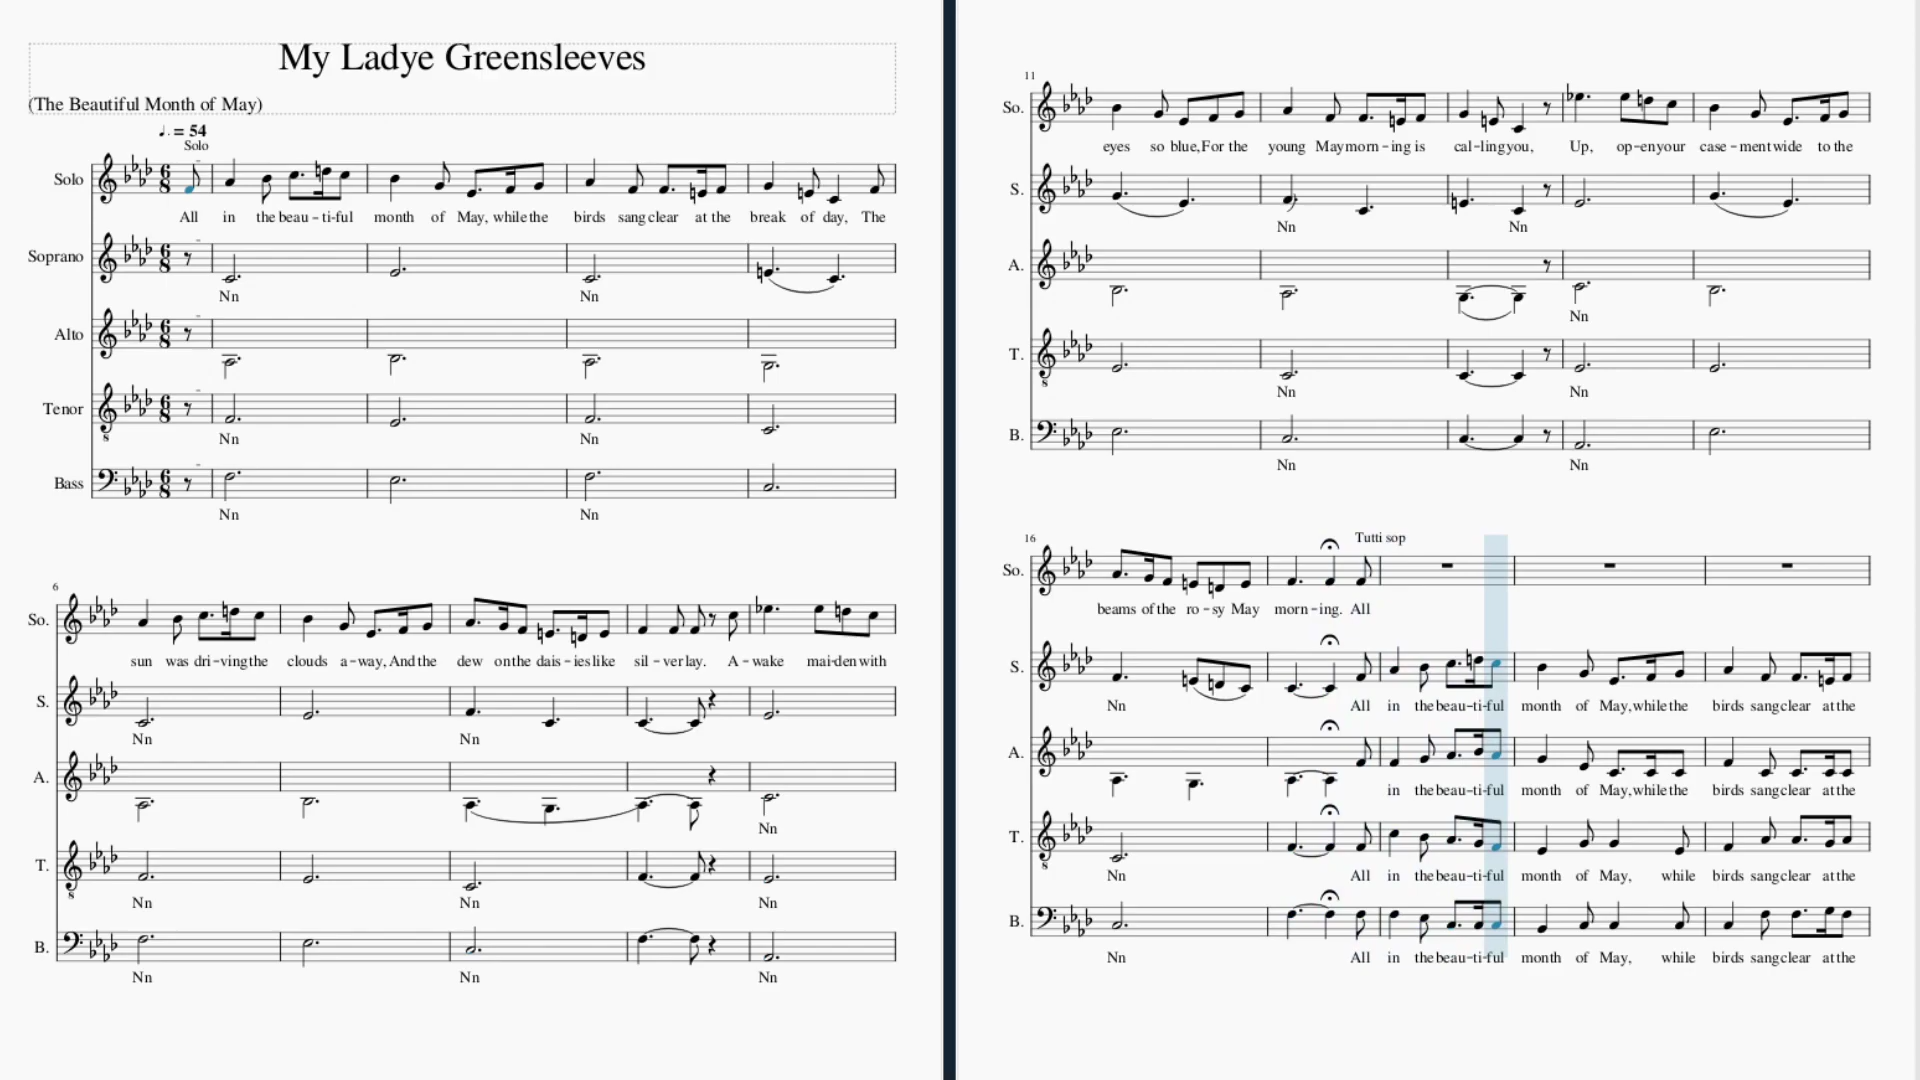 My Ladye Greensleeves
(The Beautiful Month of May)
♩. = 54
Solo
Solo
All in the beau-ti-ful month of May, while the birds sang clear at the break of day, The
Soprano
Nn Nn
Alto
Tenor
Nn Nn
Bass
Nn Nn
6
So.
sun was dri-ving the clouds a-way, And the dew on the dais-ies like sil-ver lay. A-wake mai-den with
S.
Nn Nn
A.
Nn
T.
Nn Nn Nn
B.
Nn Nn Nn
11
So.
eyes so blue, For the young May morn-ing is cal-ling you, Up, op-en your case-ment wide to the
S.
Nn Nn
A.
Nn
T.
Nn Nn
B.
Nn Nn
16
Tutti sop
So.
beams of the ro-sy May morn-ing. All
S.
Nn All in the beau-ti-ful month of May, while the birds sang clear at the
A.
in the beau-ti-ful month of May, while the birds sang clear at the
T.
Nn All in the beau-ti-ful month of May, while birds sang clear at the
B.
Nn All in the beau-ti-ful month of May, while birds sang clear at the